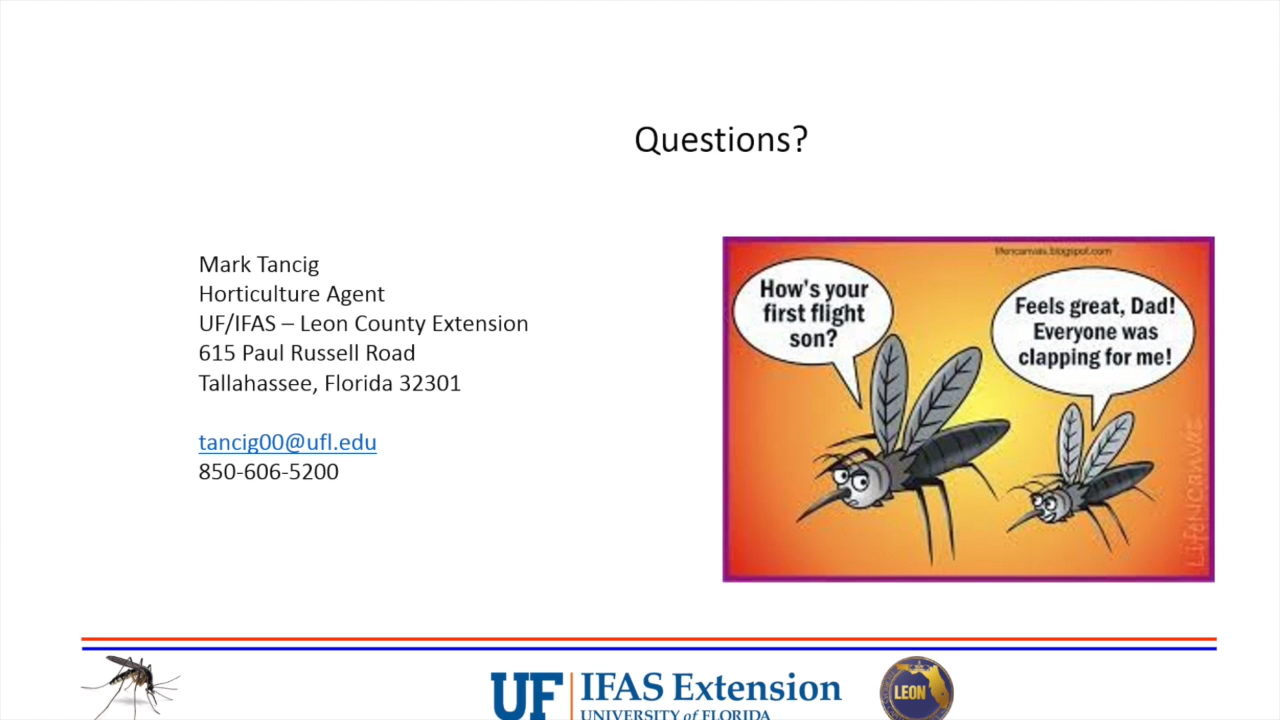 Questions?
Mark Tancig
Horticulture Agent
UF/IFAS – Leon County Extension
615 Paul Russell Road
Tallahassee, Florida 32301
tancig00@ufl.edu
850-606-5200
lifencanvas.blogspot.com
How's your
first flight
son?
Feels great, Dad!
Everyone was
clapping for me!
LifeNCanvas
UF
IFAS Extension
UNIVERSITY of FLORIDA
LEON